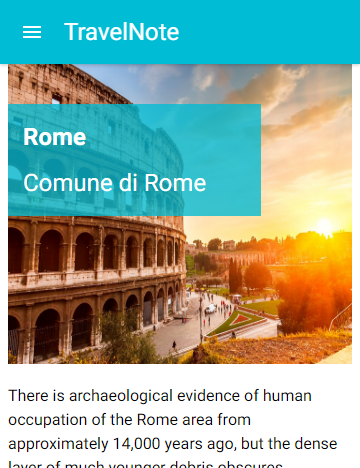 TravelNote
Rome
Comune di Rome
There is archaeological evidence of human
occupation of the Rome area from
approximately 14,000 years ago, but the dense
layer of much younger debris obscures